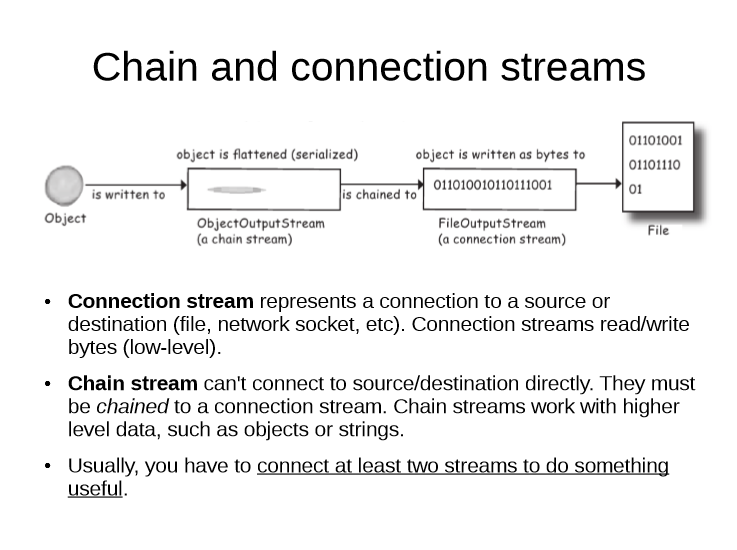 Chain and connection streams
object is flattened (serialized)
object is written as bytes to
01101001
01101110
01
is written to
is chained to
011010010110111001
Object
ObjectOutputStream
(a chain stream)
FileOutputStream
(a connection stream)
File
• Connection stream represents a connection to a source or
destination (file, network socket, etc). Connection streams read/write
bytes (low-level).
• Chain stream can't connect to source/destination directly. They must
be chained to a connection stream. Chain streams work with higher
level data, such as objects or strings.
• Usually, you have to connect at least two streams to do something
useful.